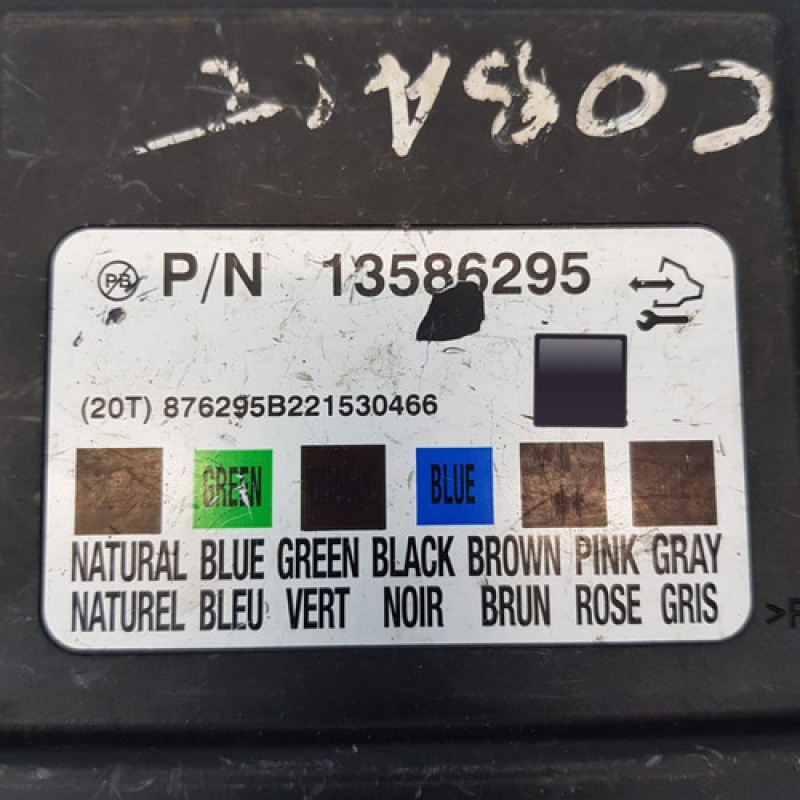 PB P/N 13586295
(20T) 876295B221530466
GREEN BLUE
NATURAL BLUE GREEN BLACK BROWN PINK GRAY
NATUREL BLEU VERT NOIR BRUN ROSE GRIS